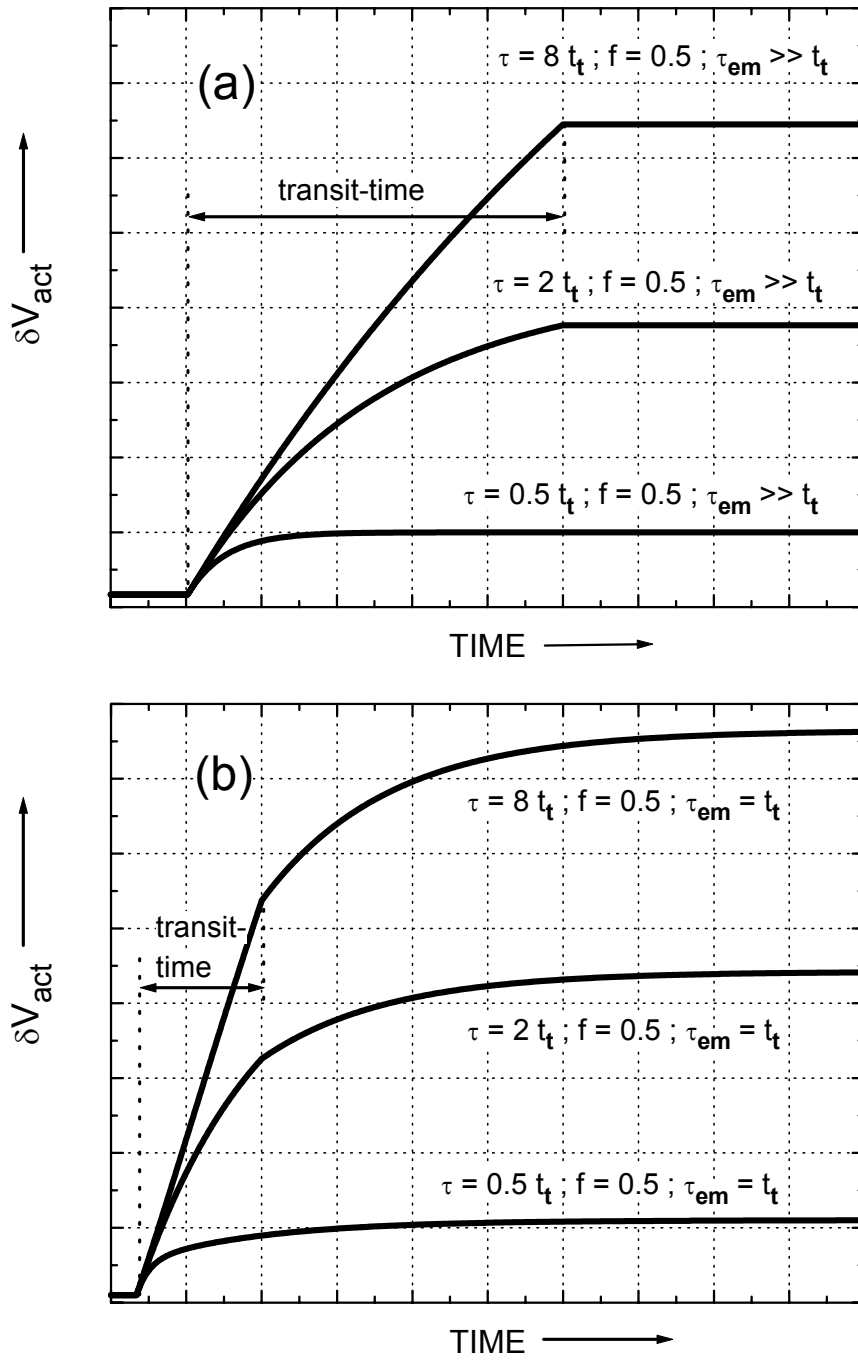 (a)
τ = 8 tt ; f = 0.5 ; τem >> tt
transit-time
τ = 2 tt ; f = 0.5 ; τem >> tt
τ = 0.5 tt ; f = 0.5 ; τem >> tt
δVact
TIME
(b)
τ = 8 tt ; f = 0.5 ; τem = tt
transit-
time
τ = 2 tt ; f = 0.5 ; τem = tt
τ = 0.5 tt ; f = 0.5 ; τem = tt
δVact
TIME